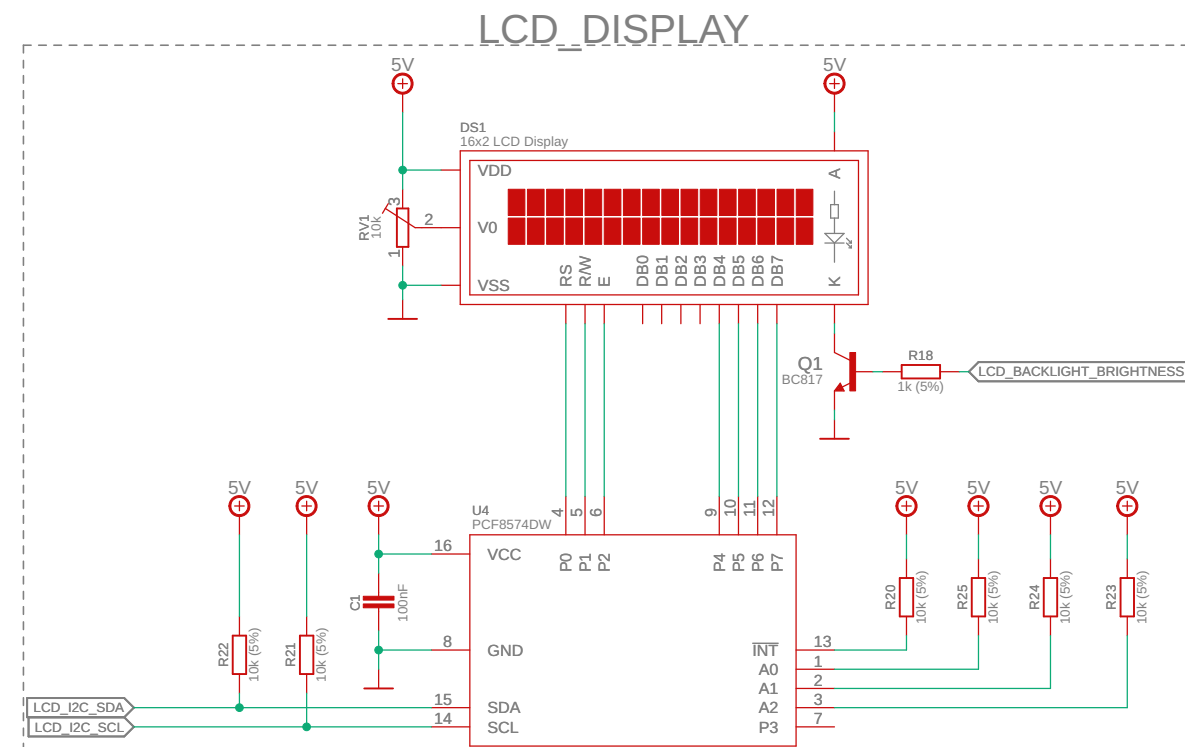 LCD_DISPLAY
5V
5V
DS1
16x2 LCD Display
VDD
A
3
RV1
10k
2
V0
1
VSS
RS
R/W
E
DB0
DB1
DB2
DB3
DB4
DB5
DB6
DB7
K
Q1
BC817
R18
1k (5%)
LCD_BACKLIGHT_BRIGHTNESS
5V
5V
5V
5V
5V
5V
5V
U4
PCF8574DW
4
5
6
9
10
11
12
16
VCC
P0
P1
P2
P4
P5
P6
P7
C1
100nF
R20
10k (5%)
R25
10k (5%)
R24
10k (5%)
R23
10k (5%)
R22
10k (5%)
R21
10k (5%)
8
GND
INT
13
A0
1
A1
2
LCD_I2C_SDA
15
SDA
A2
3
LCD_I2C_SCL
14
SCL
P3
7